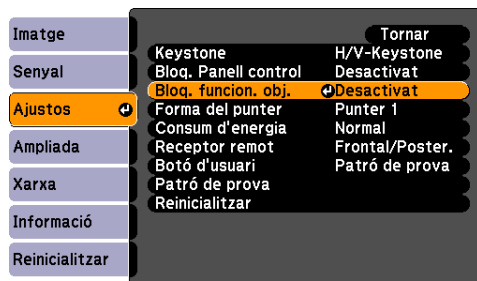 Imatge
Senyal
Ajustos
Ampliada
Xarxa
Informació
Reinicialitzar
Tornar
Keystone H/V-Keystone
Bloq. Panell control Desactivat
Bloq. funcion. obj. Desactivat
Forma del punter Punter 1
Consum d'energia Normal
Receptor remot Frontal/Poster.
Botó d'usuari Patró de prova
Patró de prova
Reinicialitzar